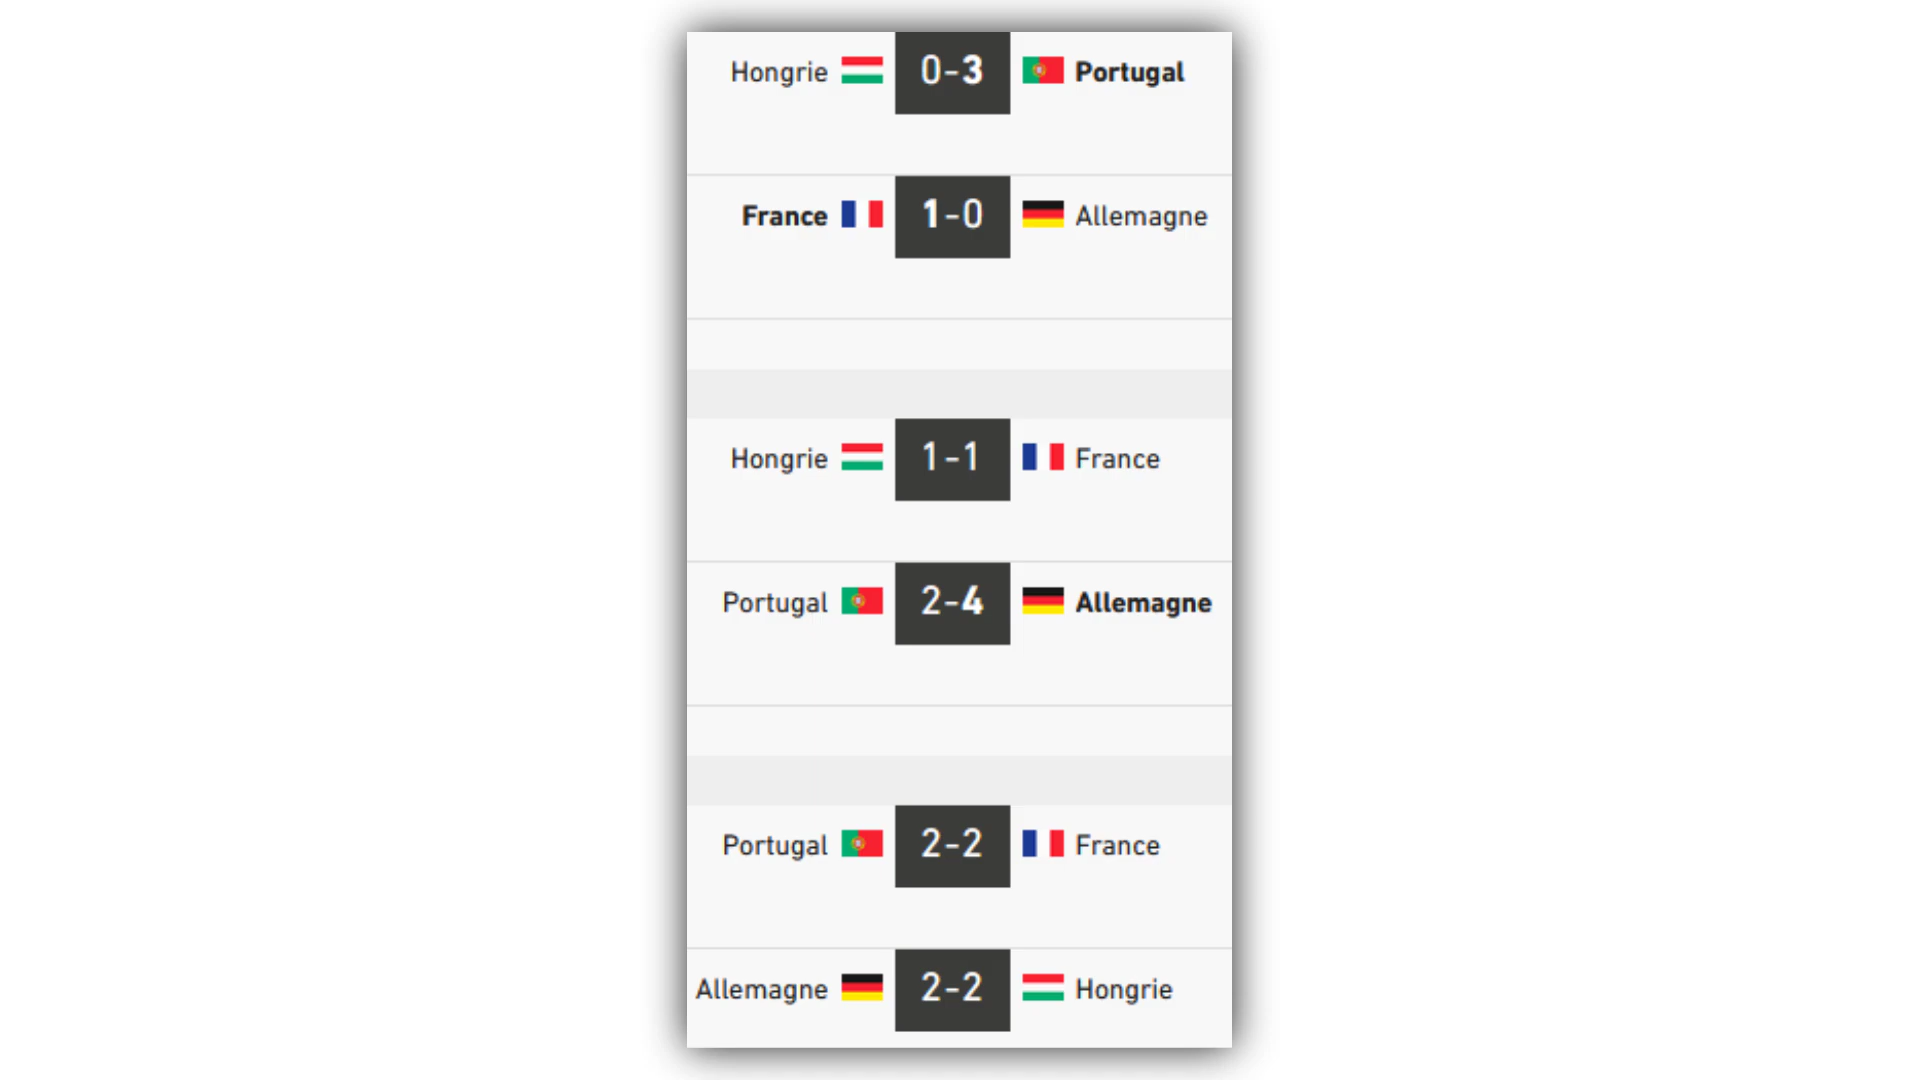 Hongrie 0-3 Portugal
France 1-0 Allemagne
Hongrie 1-1 France
Portugal 2-4 Allemagne
Portugal 2-2 France
Allemagne 2-2 Hongrie